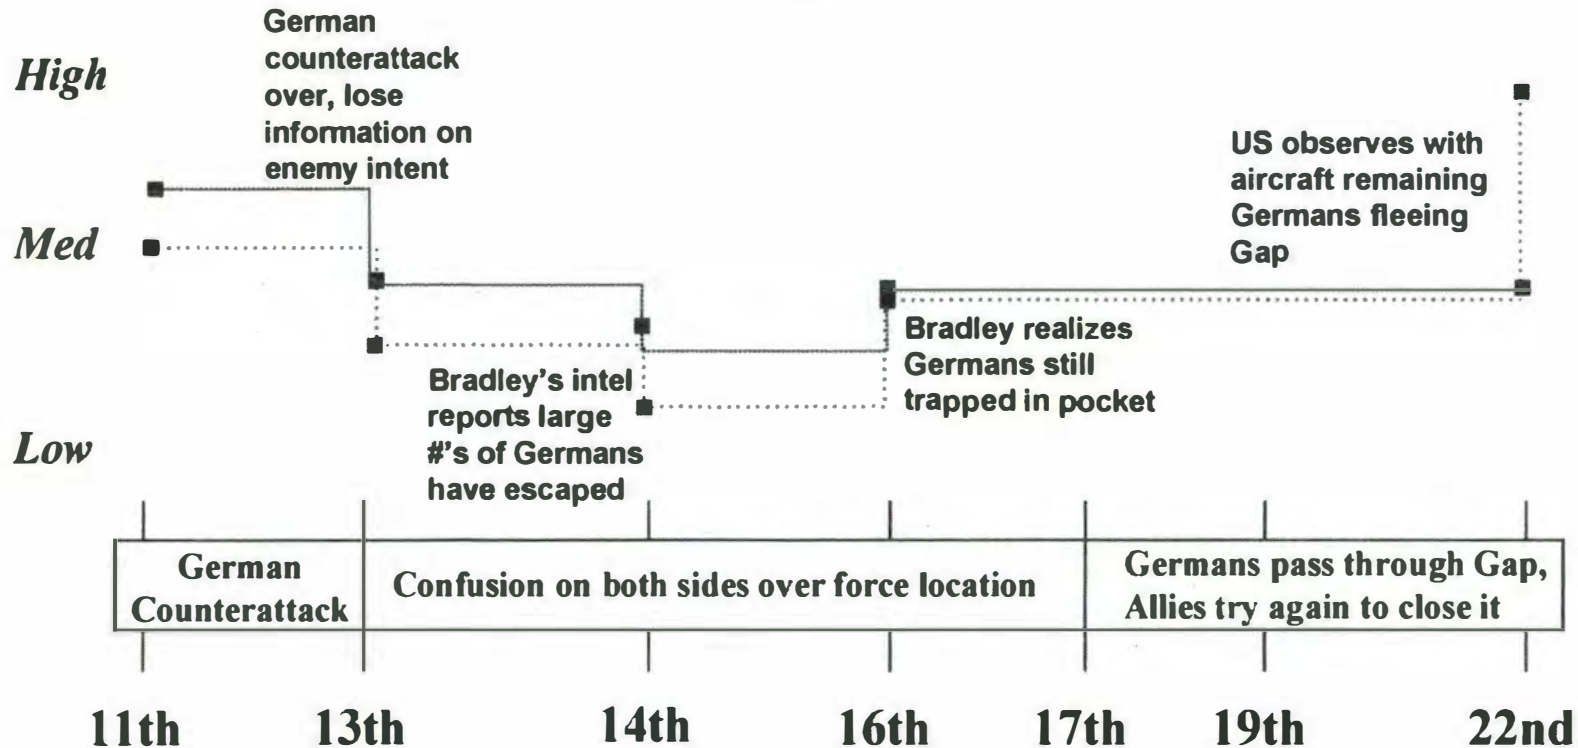 German
counterattack
over, lose
information on
enemy intent
High
Med
Low
US observes with
aircraft remaining
Germans fleeing
Gap
Bradley realizes
Germans still
trapped in pocket
Bradley's intel
reports large
#'s of Germans
have escaped
German
Counterattack
Confusion on both sides over force location
Germans pass through Gap,
Allies try again to close it
11th
13th
14th
16th
17th
19th
22nd